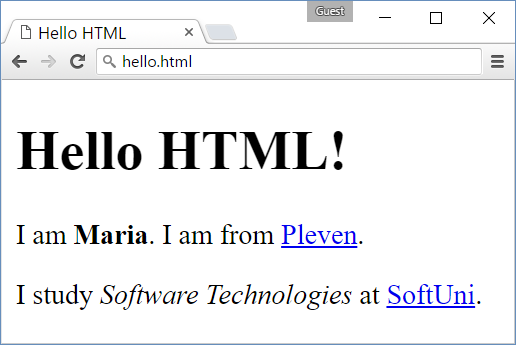 Guest
Hello HTML
hello.html
Hello HTML!
I am Maria. I am from Pleven.
I study Software Technologies at SoftUni.